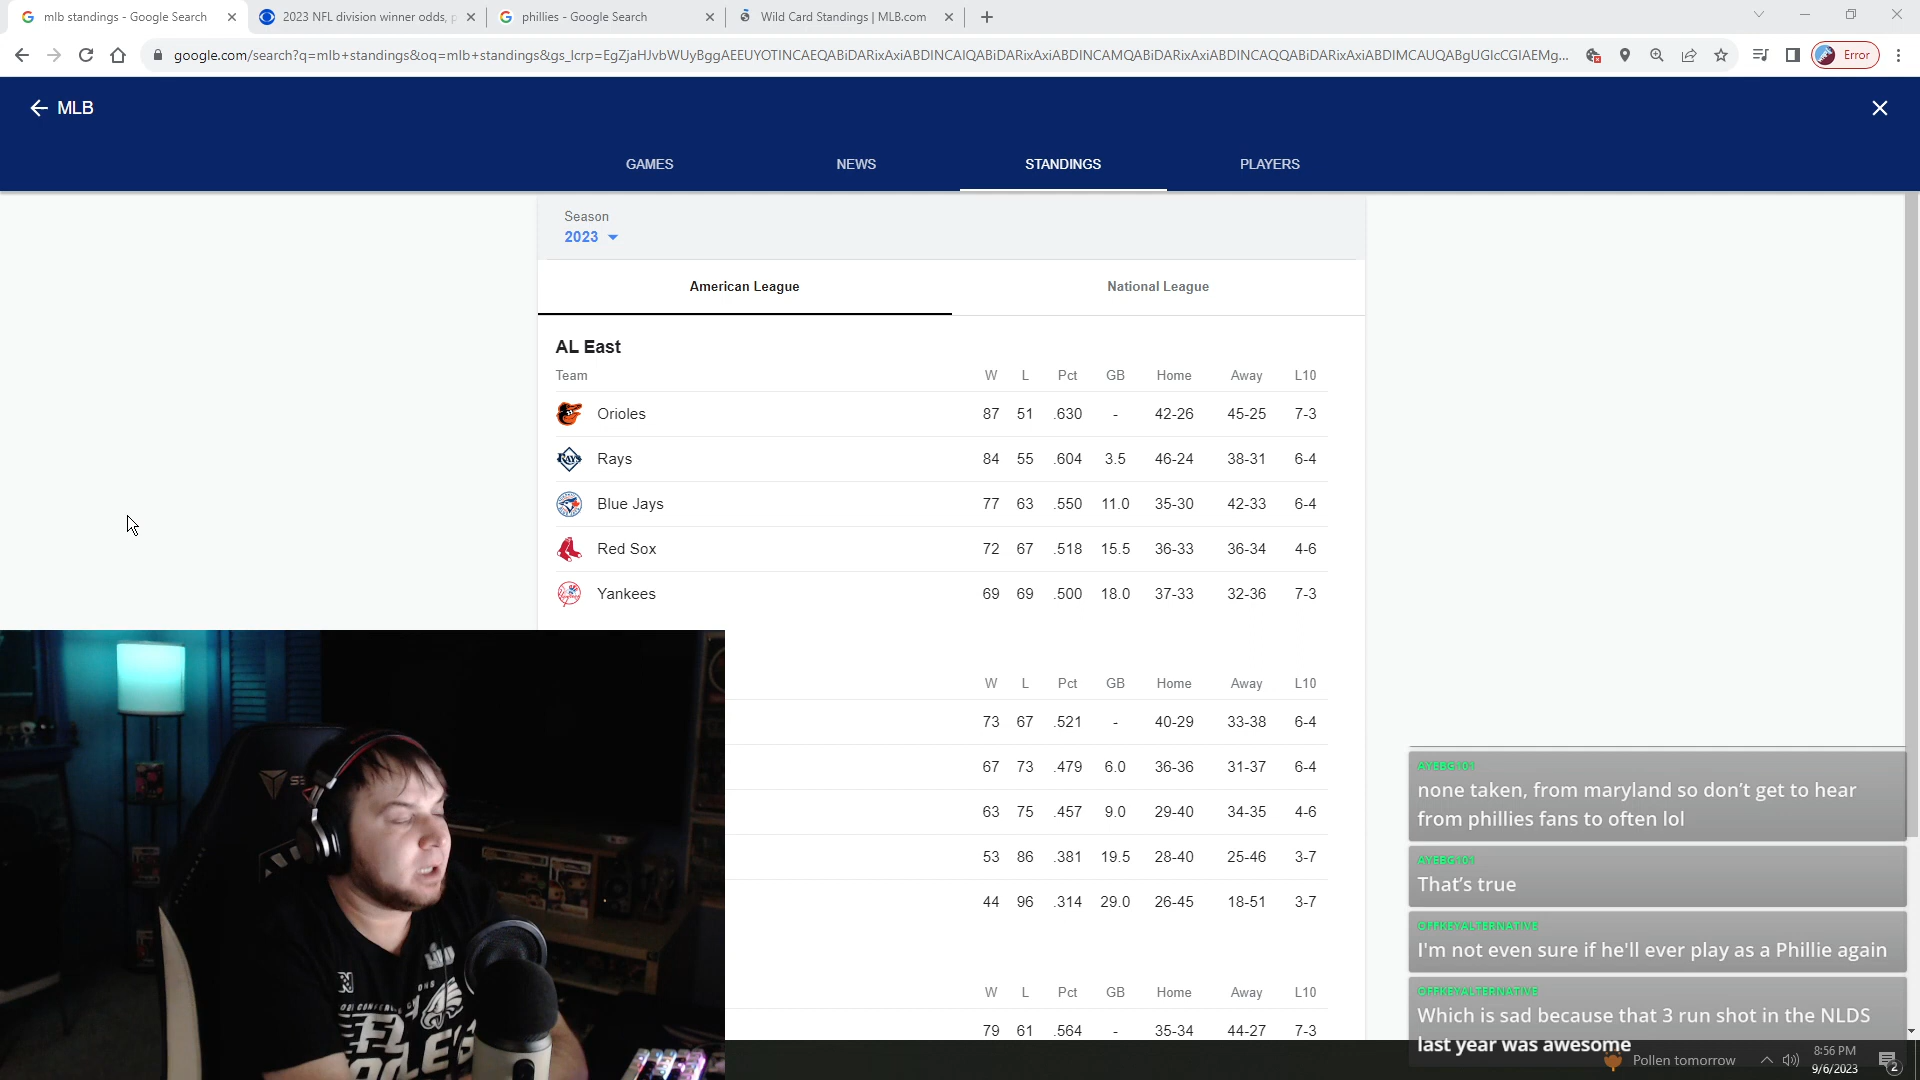 mlb standings - Google Search
2023 NFL division winner odds, p
phillies - Google Search
Wild Card Standings | MLB.com
google.com/search?q=mlb+standings&oq=mlb+standings&gs_lcrp=EgZjaHJvbWUyBggAEEUYOTINCAEQABiDARixAxiABDINCAIQABiDARixAxiABDINCAMQABiDARixAxiABDINCAQQABiDARixAxiABDIMCAUQABgUGIcCGIAEMg...
Error
MLB
GAMES NEWS STANDINGS PLAYERS
Season
2023
American League National League
AL East
Team W L Pct GB Home Away L10
Orioles 87 51 .630 - 42-26 45-25 7-3
Rays 84 55 .604 3.5 46-24 38-31 6-4
Blue Jays 77 63 .550 11.0 35-30 42-33 6-4
Red Sox 72 67 .518 15.5 36-33 36-34 4-6
Yankees 69 69 .500 18.0 37-33 32-36 7-3
W L Pct GB Home Away L10
73 67 .521 - 40-29 33-38 6-4
67 73 .479 6.0 36-36 31-37 6-4
63 75 .457 9.0 29-40 34-35 4-6
53 86 .381 19.5 28-40 25-46 3-7
44 96 .314 29.0 26-45 18-51 3-7
W L Pct GB Home Away L10
79 61 .564 - 35-34 44-27 7-3
AYEBG101
none taken, from maryland so don't get to hear
from phillies fans to often lol
AYEBG101
That's true
OFFKEYALTERNATIVE
I'm not even sure if he'll ever play as a Phillie again
OFFKEYALTERNATIVE
Which is sad because that 3 run shot in the NLDS
last year was awesome
Pollen tomorrow
8:56 PM
9/6/2023
2